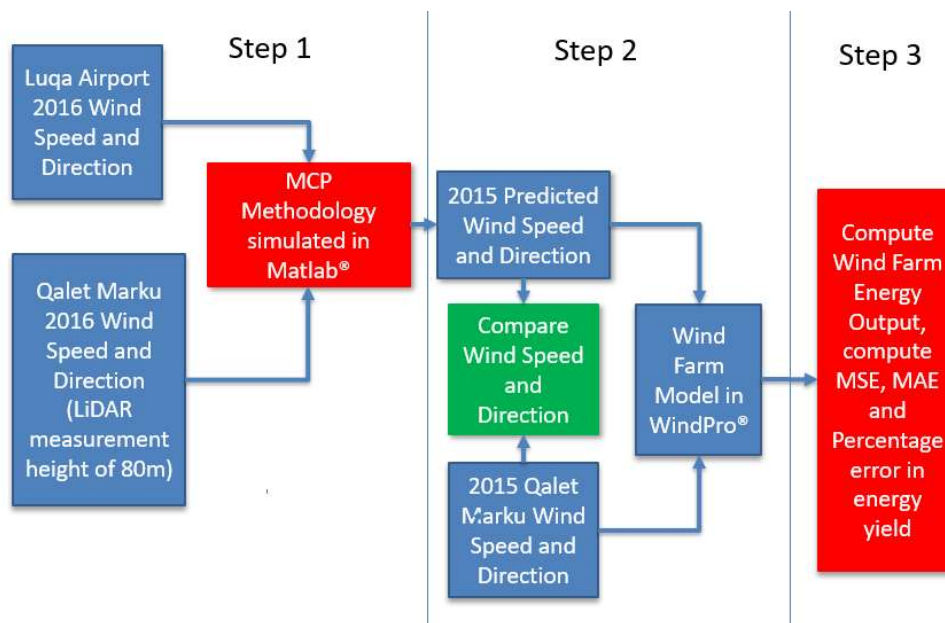 Step 1
Luqa Airport
2016 Wind
Speed and
Direction
Qalet Marku
2016 Wind
Speed and
Direction
(LiDAR
measurement
height of 80m)
MCP
Methodology
simulated in
Matlab®
Step 2
2015 Predicted
Wind Speed
and Direction
Compare
Wind Speed
and
Direction
2015 Qalet
Marku Wind
Speed and
Direction
Wind
Farm
Model in
WindPro®
Step 3
Compute
Wind Farm
Energy
Output,
compute
MSE, MAE
and
Percentage
error in
energy
yield